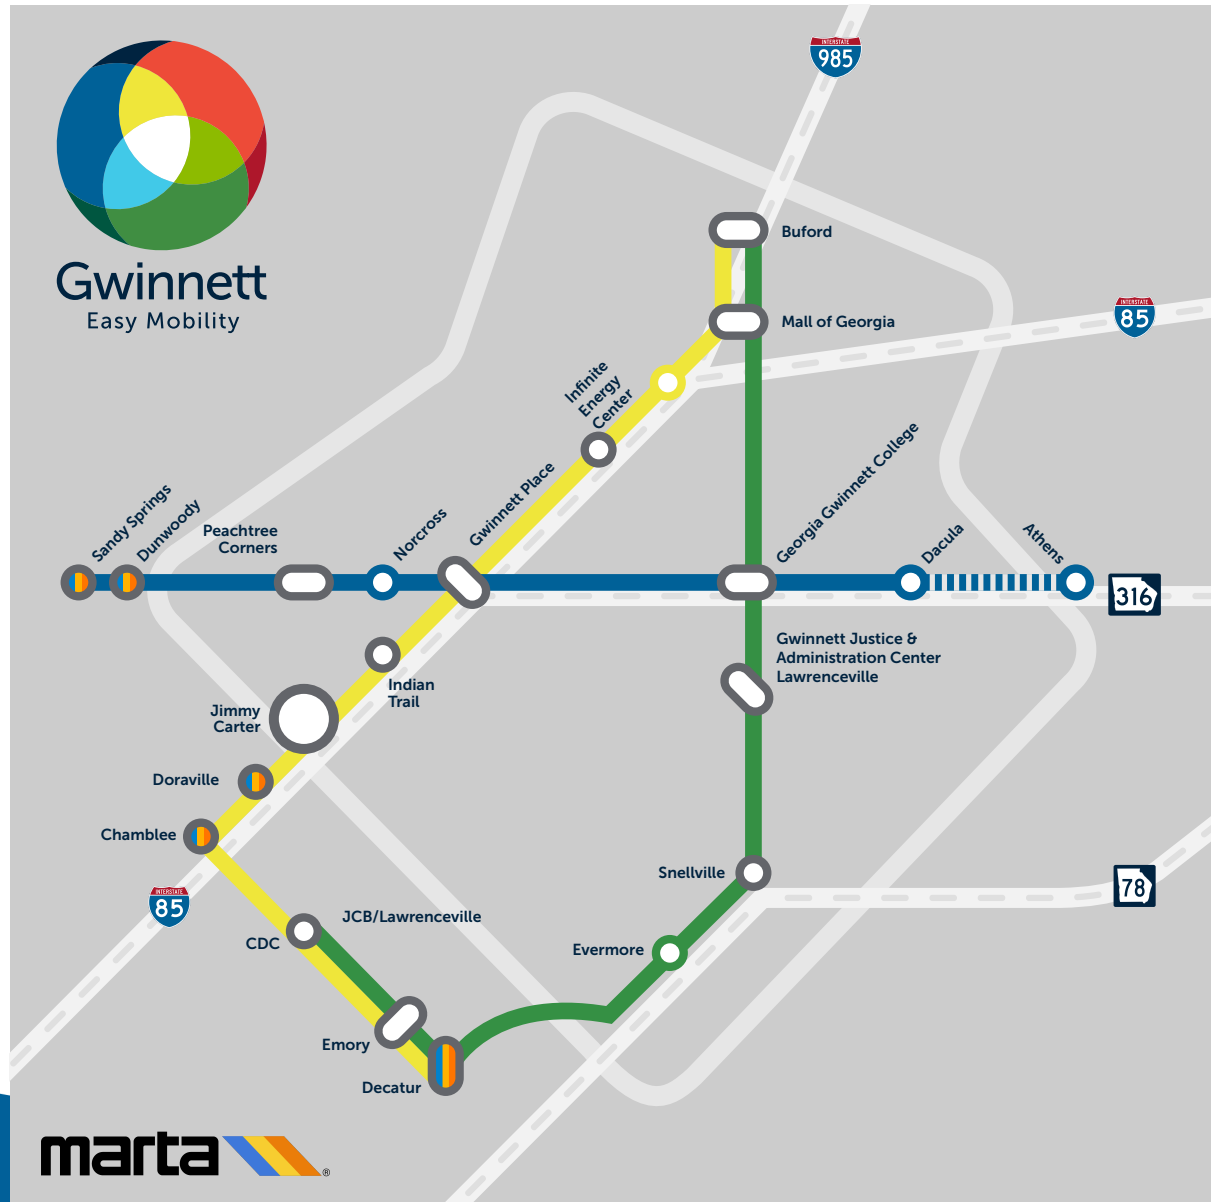 INTERSTATE
985
Gwinnett
Easy Mobility
Buford
INTERSTATE
85
Mall of Georgia
Infinite
Energy
Center
Georgia Gwinnett College
Gwinnett Place
Sandy Springs
Dunwoody
Peachtree
Corners
Norcross
Dacula
Athens
316
Gwinnett Justice &
Administration Center
Lawrenceville
Indian
Trail
Jimmy
Carter
Doraville
Chamblee
Snellville
78
INTERSTATE
85
JCB/Lawrenceville
CDC
Evermore
Emory
Decatur
marta
®